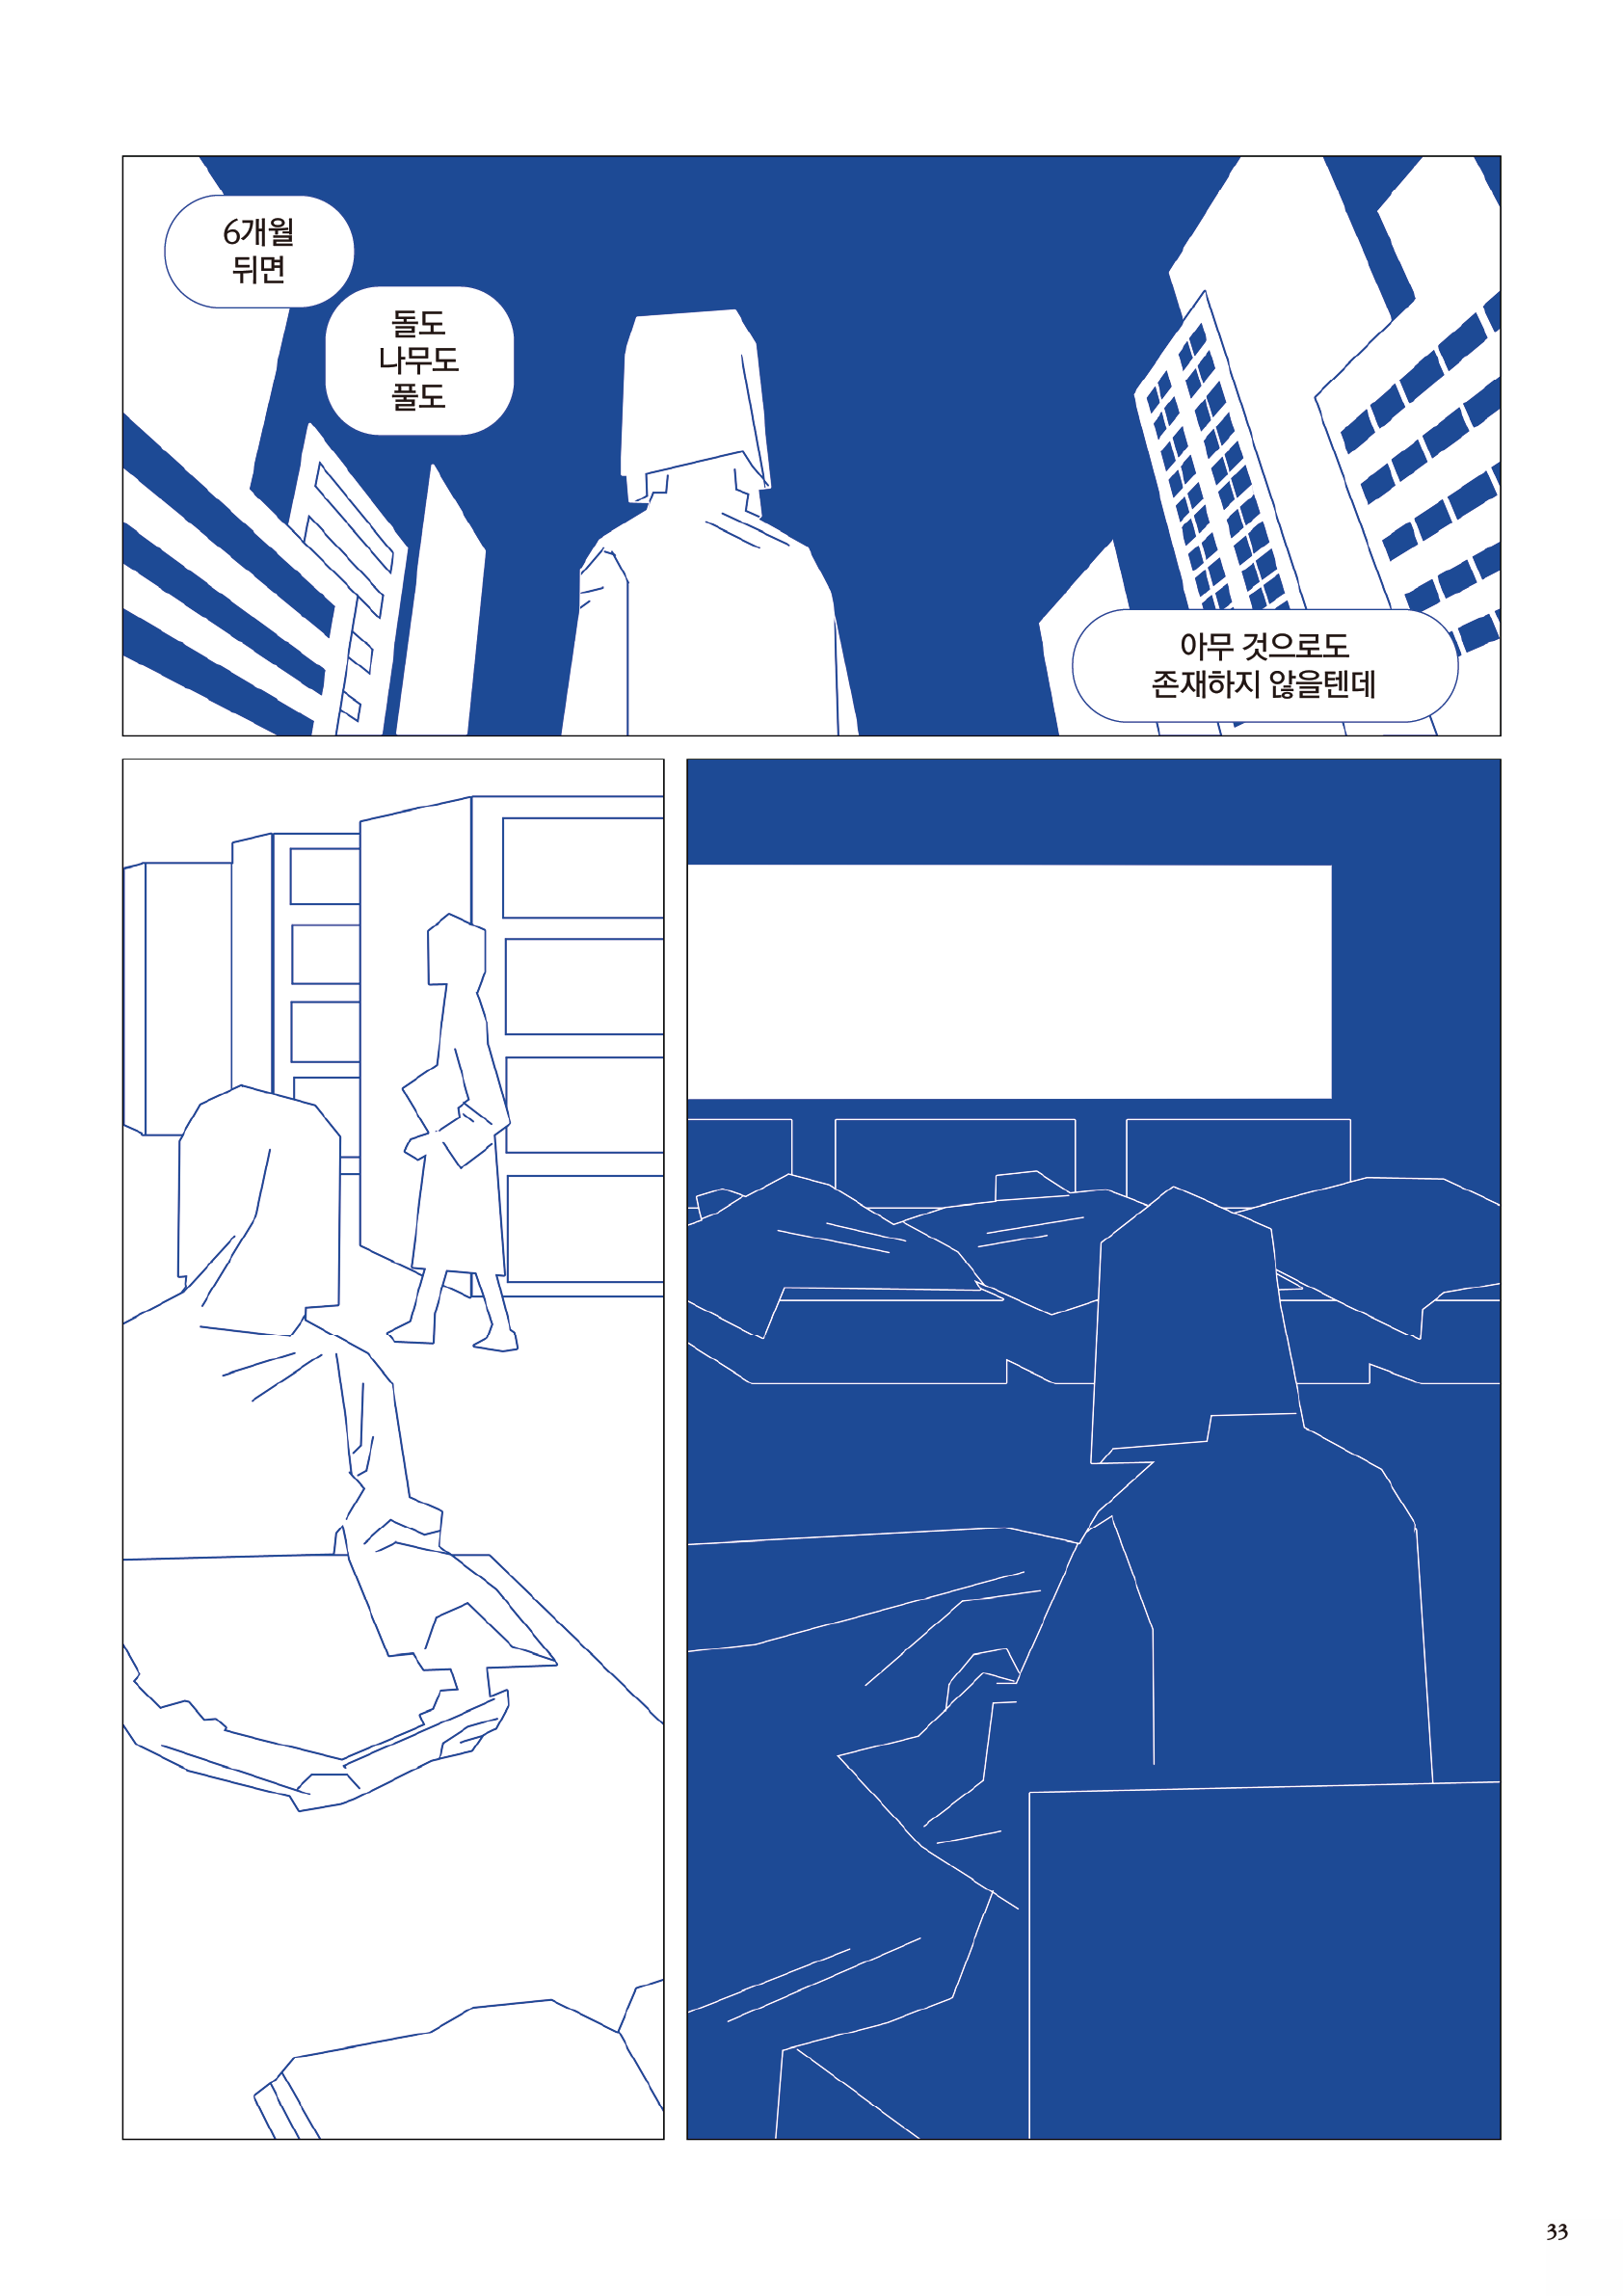 6개월
뒤면
돌도
나무도
풀도
아무 것으로도
존재하지 않을텐데
33